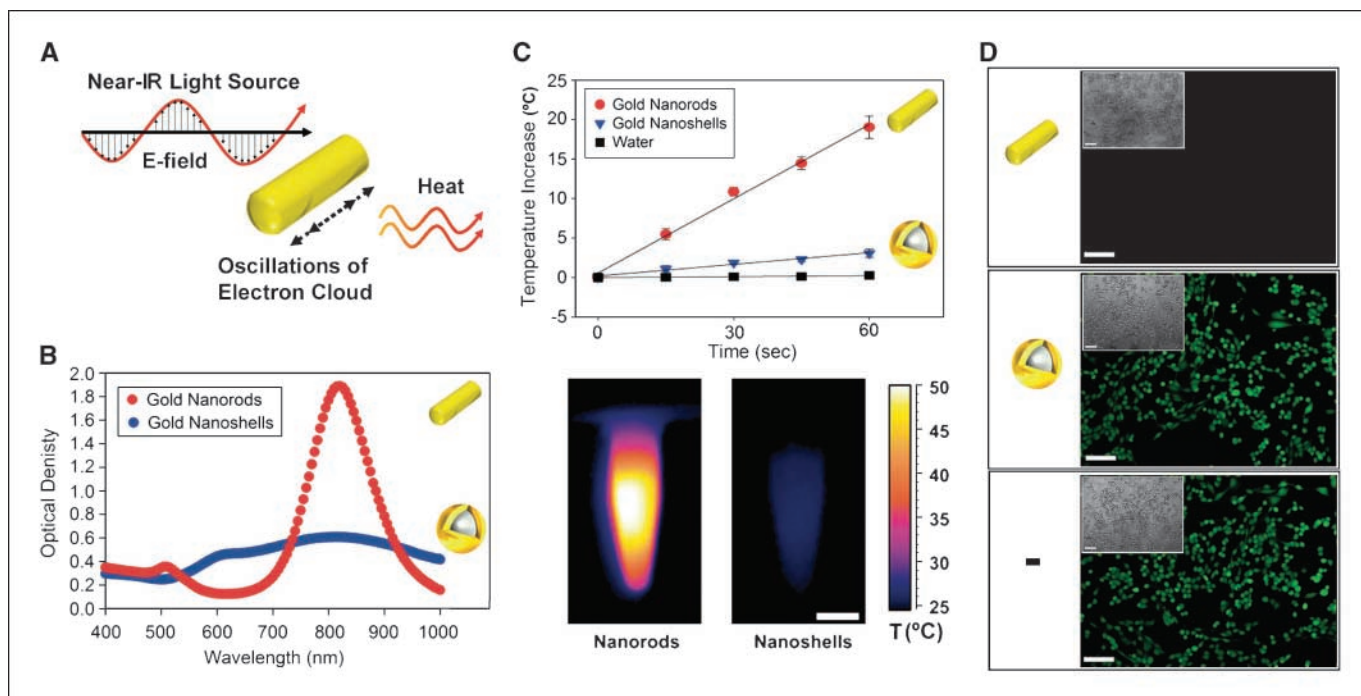 A
Near-IR Light Source
E-field
Heat
Oscillations of
Electron Cloud
B
Optical Denisty
2.0
1.8
1.6
1.4
1.2
1.0
0.8
0.6
0.4
0.2
0.0
Gold Nanorods
Gold Nanoshells
400 500 600 700 800 900 1000
Wavelength (nm)
C
Temperature Increase (ºC)
25
20
15
10
5
0
-5
Gold Nanorods
Gold Nanoshells
Water
0 30 60
Time (sec)
50
45
40
35
30
25
T (ºC)
Nanorods
Nanoshells
D